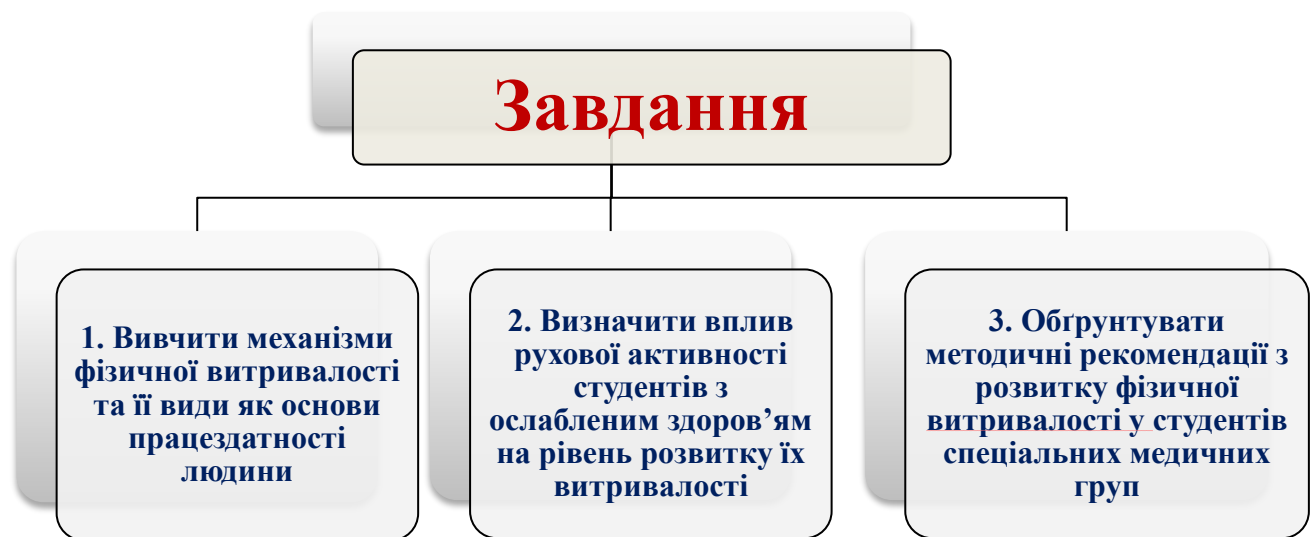 Завдання
1. Вивчити механізми
фізичної витривалості
та її види як основи
працездатності
людини
2. Визначити вплив
рухової активності
студентів з
ослабленим здоров’ям
на рівень розвитку їх
витривалості
3. Обґрунтувати
методичні рекомендації з
розвитку фізичної
витривалості у студентів
спеціальних медичних
груп